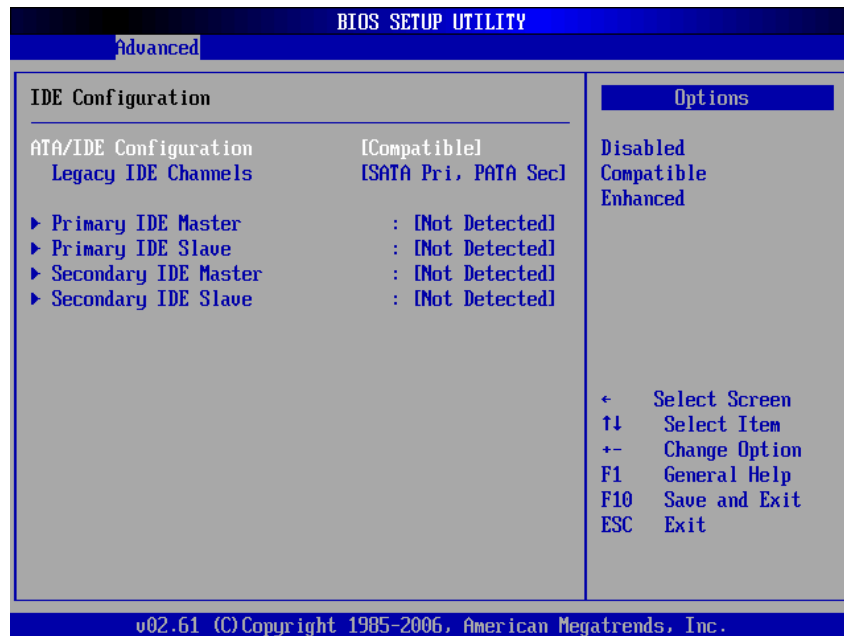 BIOS SETUP UTILITY
Advanced
IDE Configuration
ATA/IDE Configuration [Compatible]
Legacy IDE Channels [SATA Pri, PATA Sec]
▶ Primary IDE Master : [Not Detected]
▶ Primary IDE Slave : [Not Detected]
▶ Secondary IDE Master : [Not Detected]
▶ Secondary IDE Slave : [Not Detected]
Options
Disabled
Compatible
Enhanced
← Select Screen
↑↓ Select Item
+- Change Option
F1 General Help
F10 Save and Exit
ESC Exit
v02.61 (C)Copyright 1985-2006, American Megatrends, Inc.